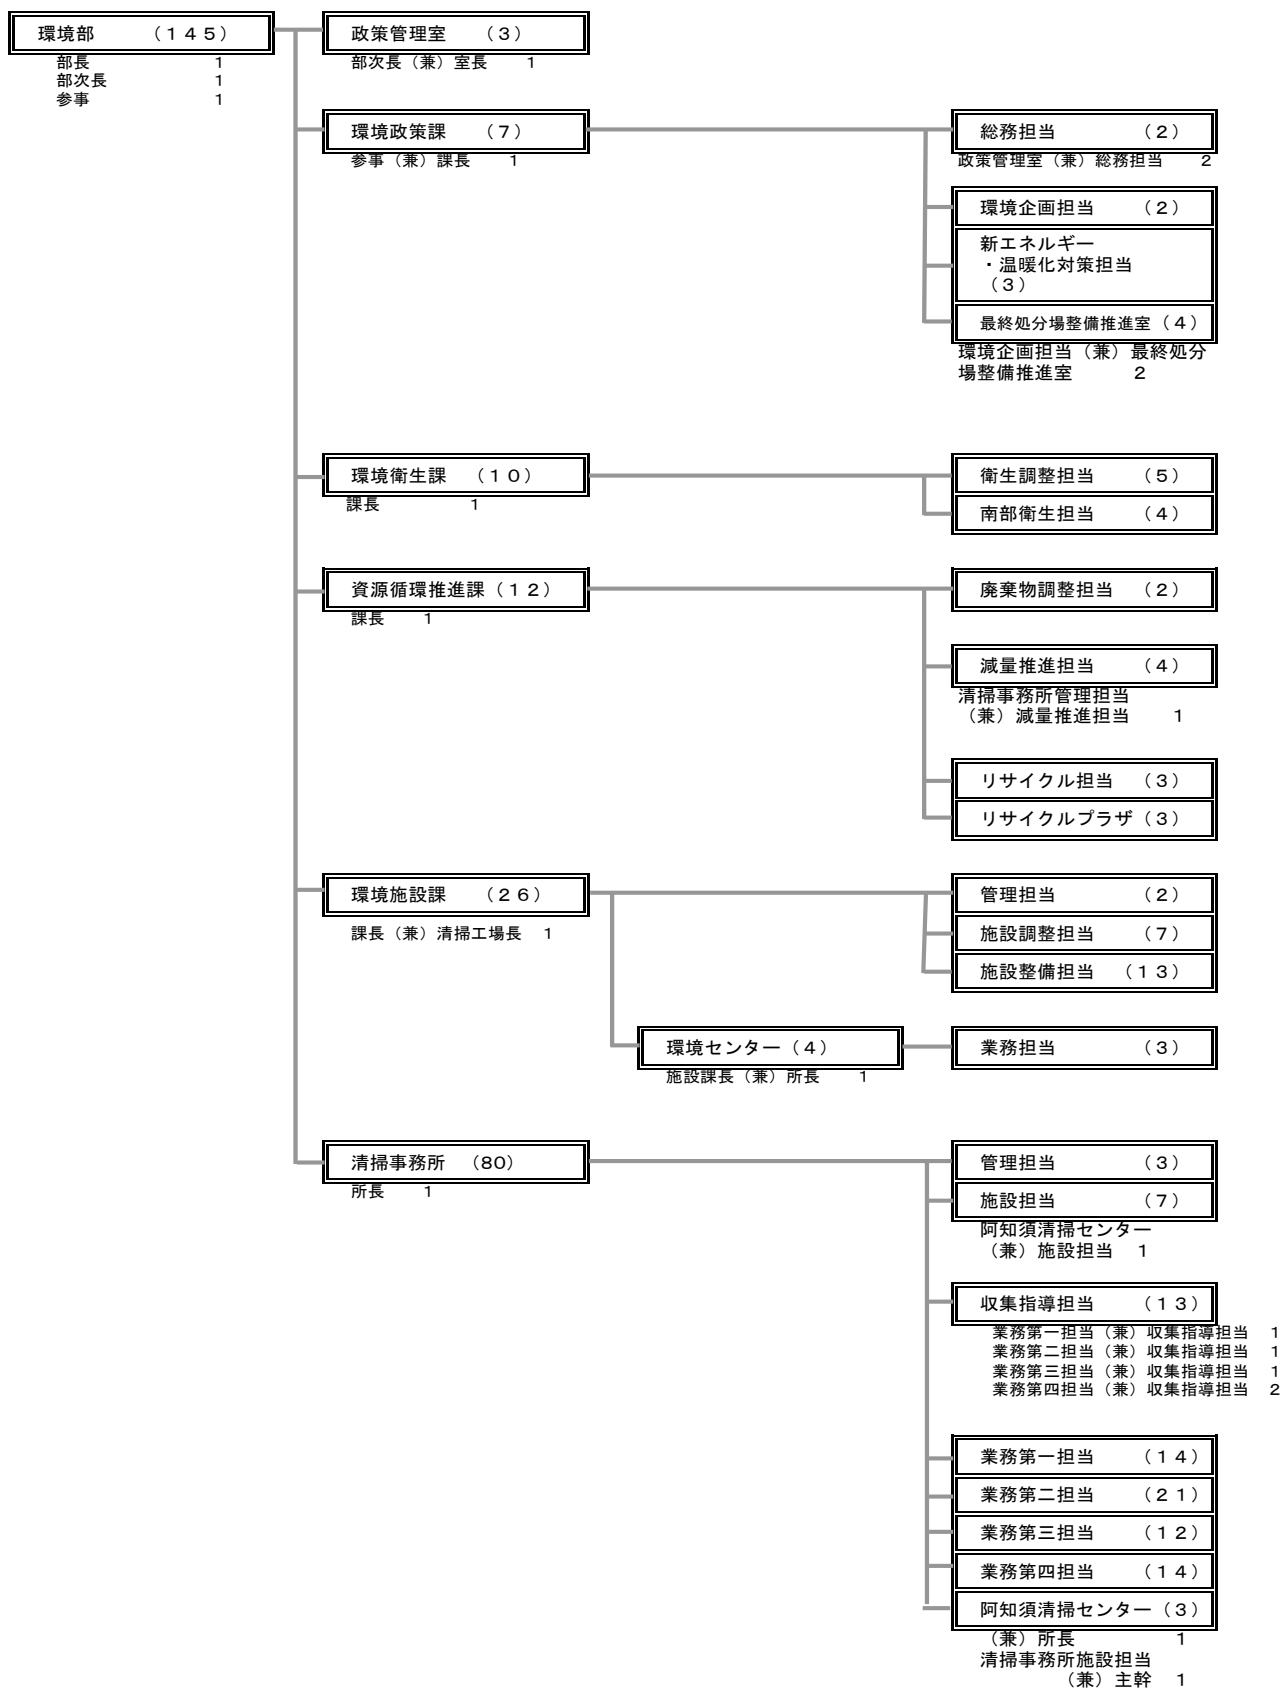 環境部　　　（１４５）
部長　　　　　　　１
部次長　　　　　　１
参事　　　　　　　１
政策管理室　　（３）
部次長（兼）室長　　１
環境政策課　　（７）
参事（兼）課長　　１
総務担当　　　（２）
政策管理室（兼）総務担当　　２
環境企画担当　　（２）
新エネルギー
・温暖化対策担当
（３）
最終処分場整備推進室（４）
環境企画担当（兼）最終処分
場整備推進室　　　２
環境衛生課　（１０）
課長　　　　　１
衛生調整担当　　（５）
南部衛生担当　　（４）
資源循環推進課（１２）
課長　　１
廃棄物調整担当　（２）
減量推進担当　　（４）
清掃事務所管理担当
（兼）減量推進担当　　１
リサイクル担当　（３）
リサイクルプラザ（３）
環境施設課　（２６）
課長（兼）清掃工場長　１
管理担当　　　　（２）
施設調整担当　　（７）
施設整備担当　（１３）
環境センター（４）
施設課長（兼）所長　　１
業務担当　　　　（３）
清掃事務所　（80）
所長　　１
管理担当　　　　（３）
施設担当　　　　（７）
阿知須清掃センター
（兼）施設担当　１
収集指導担当　　（１３）
業務第一担当（兼）収集指導担当　１
業務第二担当（兼）収集指導担当　１
業務第三担当（兼）収集指導担当　１
業務第四担当（兼）収集指導担当　２
業務第一担当　　（１４）
業務第二担当　　（２１）
業務第三担当　　（１２）
業務第四担当　　（１４）
阿知須清掃センター（３）
（兼）所長　　　　　１
清掃事務所施設担当
（兼）主幹　１